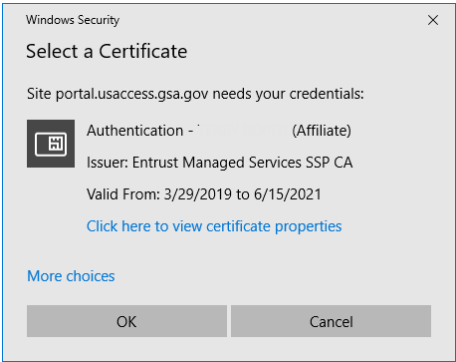 Windows Security
Select a Certificate
Site portal.usaccess.gsa.gov needs your credentials:
Authentication - (Affiliate)
Issuer: Entrust Managed Services SSP CA
Valid From: 3/29/2019 to 6/15/2021
Click here to view certificate properties
More choices
OK Cancel